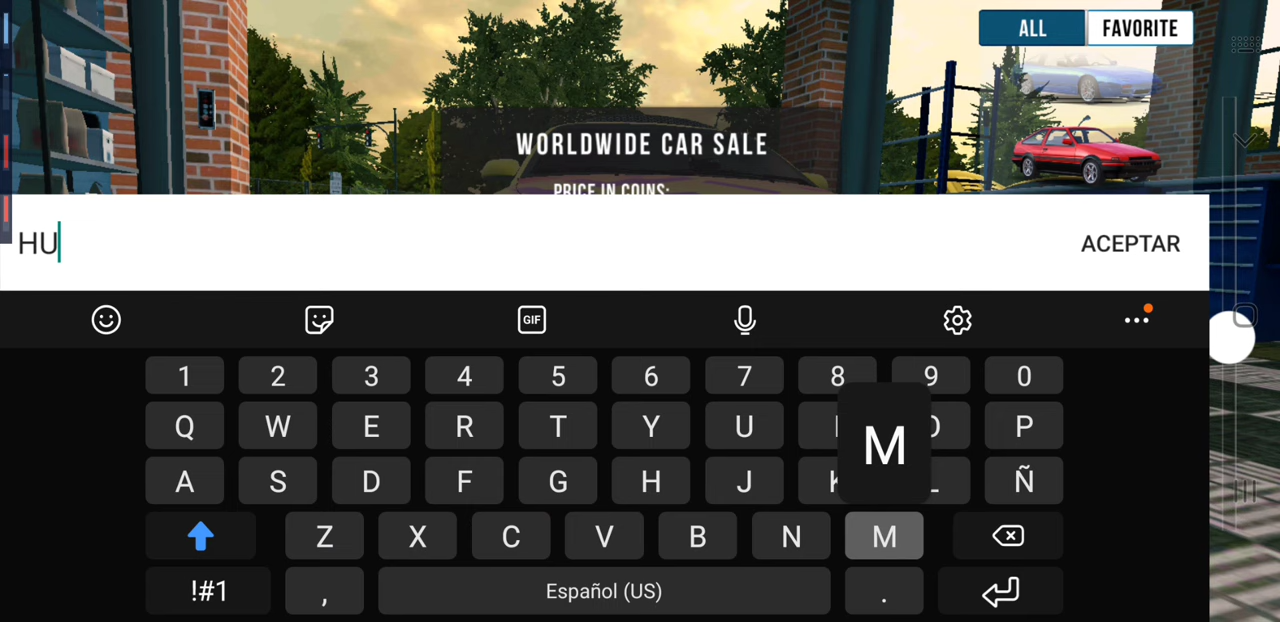 ALL FAVORITE
WORLDWIDE CAR SALE
PRICE IN COINS:
HU ACEPTAR
GIF
1 2 3 4 5 6 7 8 9 0
Q W E R T Y U P
M
A S D F G H J Ñ
Z X C V B N M
!#1 , Español (US) .